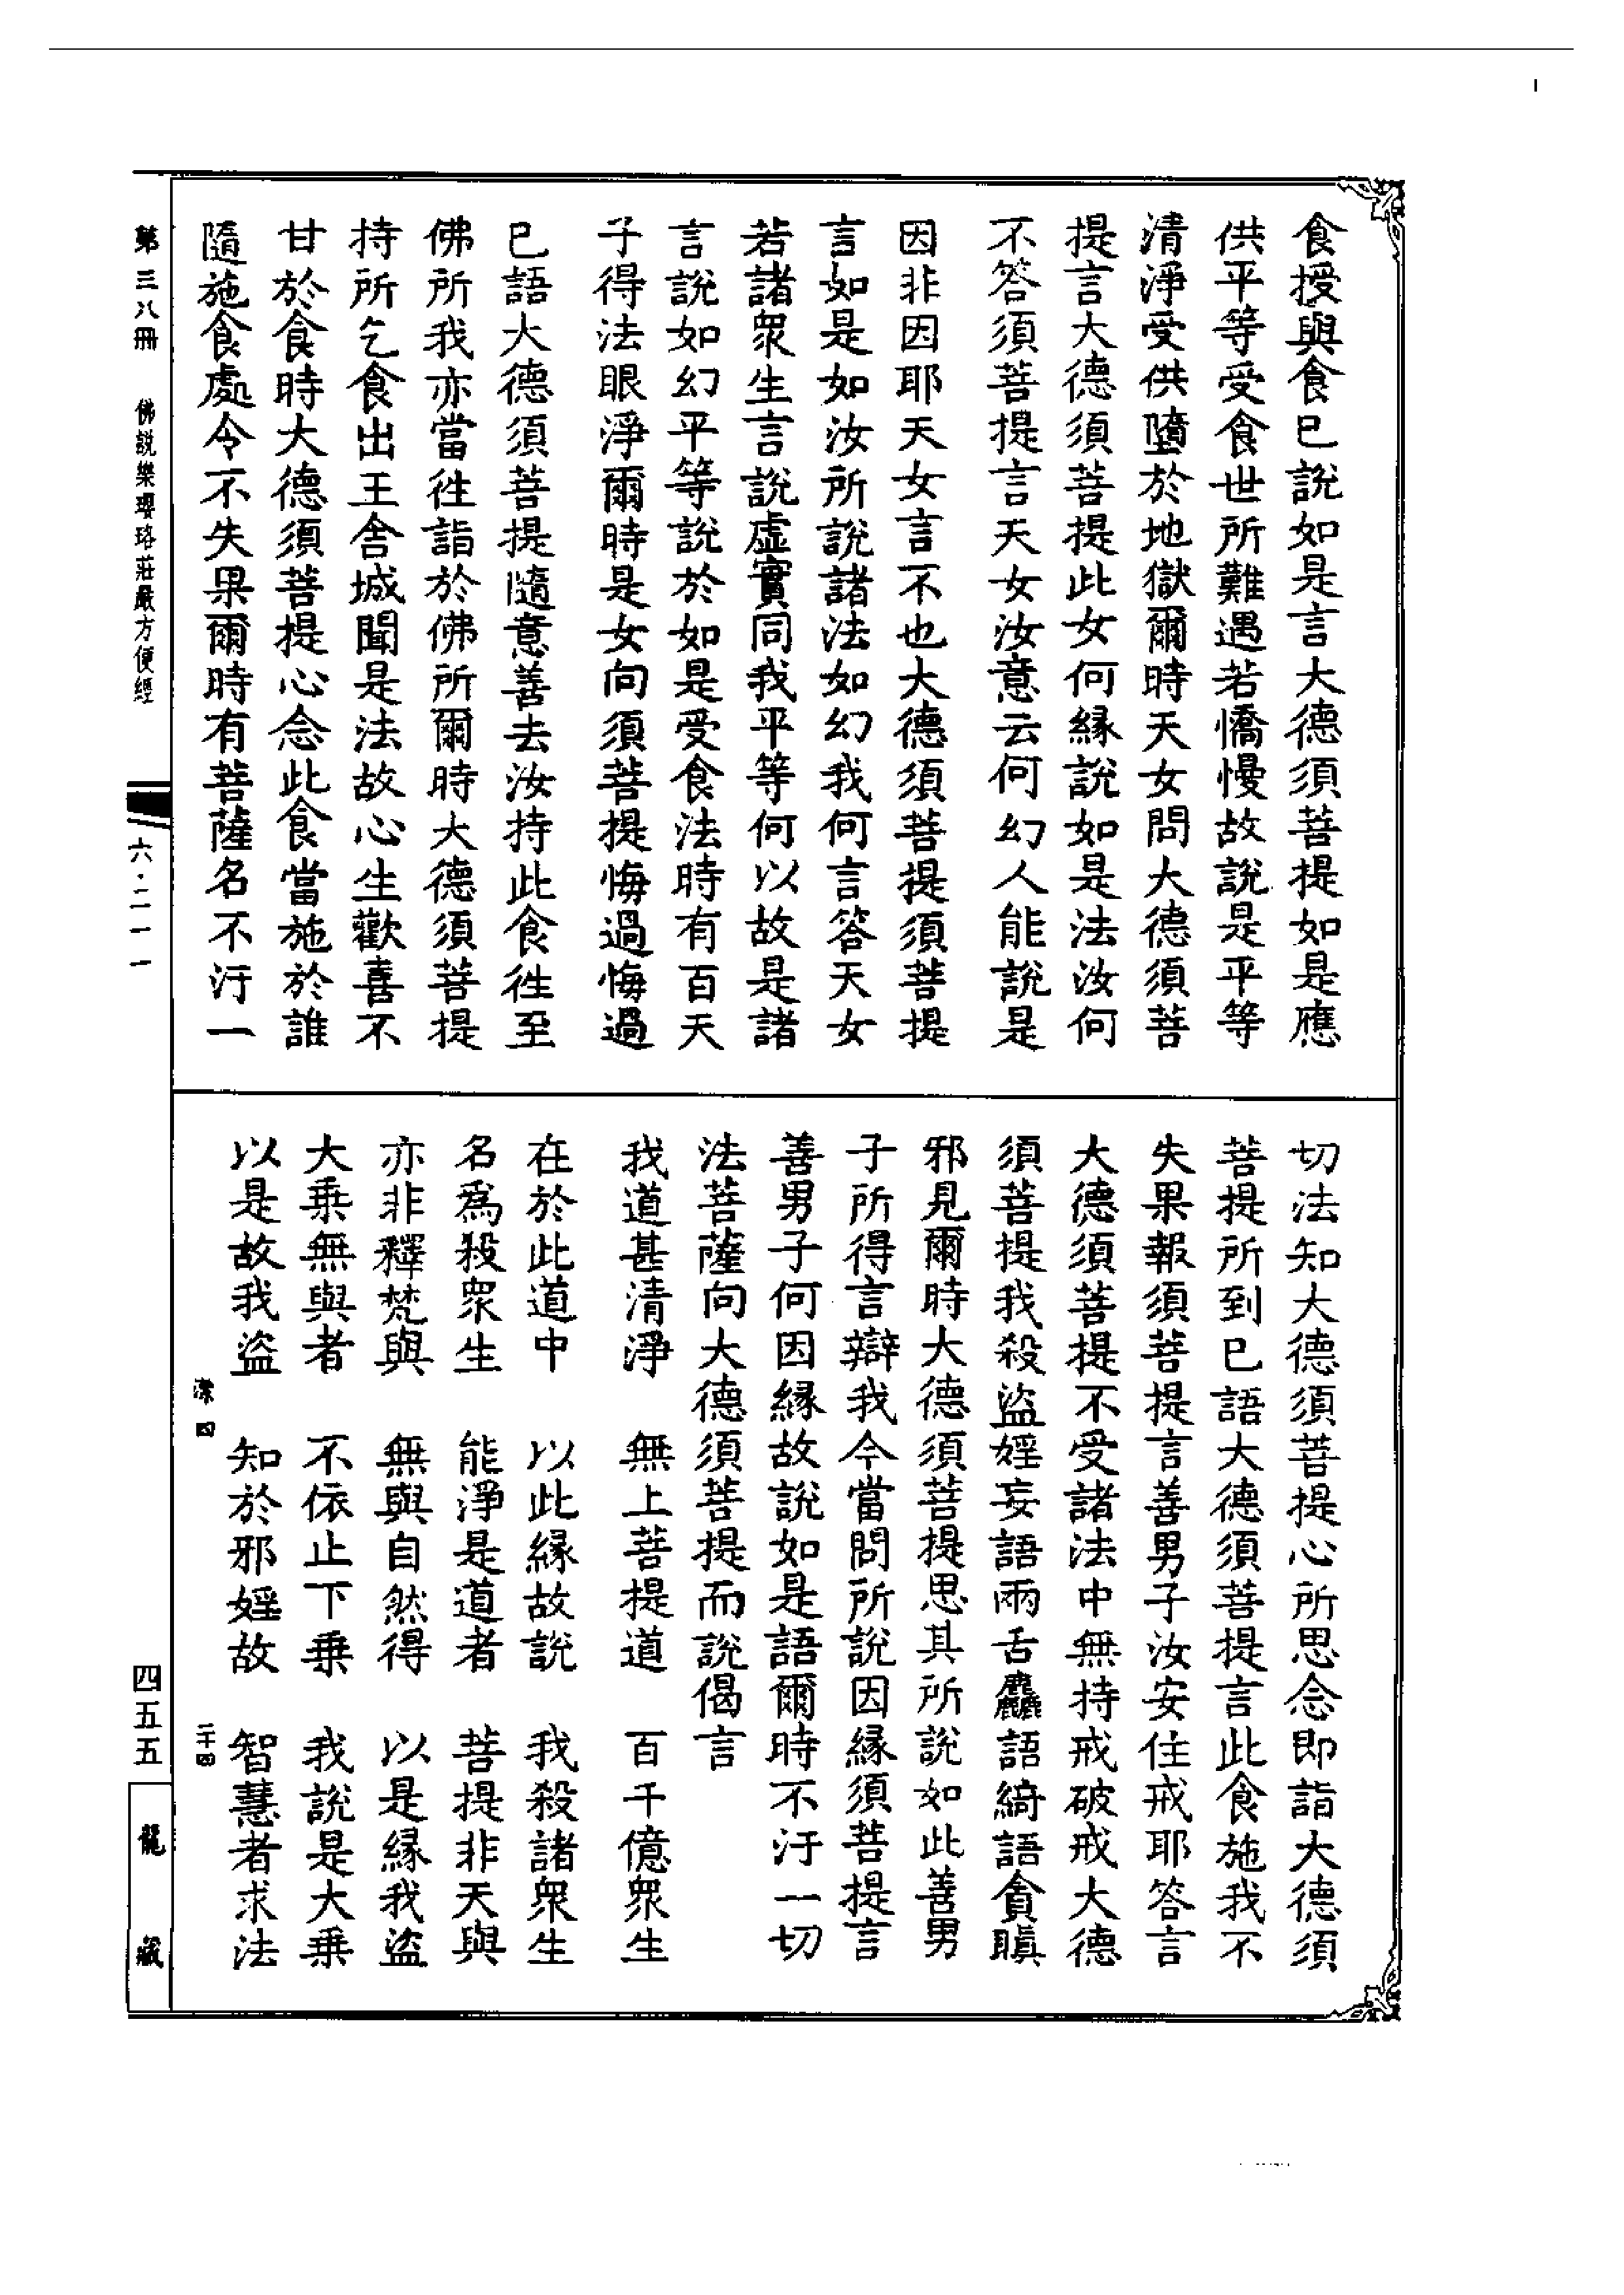 食授與食已說如是言大德須菩提如是應
供平等受食世所難遇若憍慢故說是平等
清淨受供墮於地獄爾時天女問大德須菩
提言大德須菩提此女何緣說如是法汝何
不答須菩提言天女汝意云何幻人能說是
因非因耶天女言不也大德須菩提須菩提
言如是如汝所說諸法如幻我何言答天女
若諸衆生言說虛實同我平等何以故是諸
言說如幻平等說於如是受食法時有百天
子得法眼淨爾時是女向須菩提悔過悔過
已語大德須菩提隨意善去汝持此食徃至
佛所我亦當徃詣於佛所爾時大德須菩提
持所乞食出王舍城聞是法故心生歡喜不
甘於食時大德須菩提心念此食當施於誰
隨施食處令不失果爾時有菩薩名不汙一
切法知大德須菩提心所思念即詣大德須
菩提所到已語大德須菩提言此食施我不
失果報須菩提言善男子汝安住戒耶答言
大德須菩提不受諸法中無持戒破戒大德
須菩提我殺盜婬妄語兩舌麤語綺語貪瞋
邪見爾時大德須菩提思其所說如此善男
子所得言辯我今當問所說因緣須菩提言
善男子何因緣故說如是語爾時不汙一切
法菩薩向大德須菩提而說偈言
我道甚清淨　無上菩提道　百千億衆生
在於此道中　以此緣故說　我殺諸衆生
名爲殺衆生　能淨是道者　菩提非天與
亦非釋梵與　無與自然得　以是緣我盜
大乘無與者　不依止下乘　我說是大乘
以是故我盜　知於邪婬故　智慧者求法
潔四　二十四
第三八冊　佛說樂瓔珞莊嚴方便經
六·二一一
四五五
龍藏